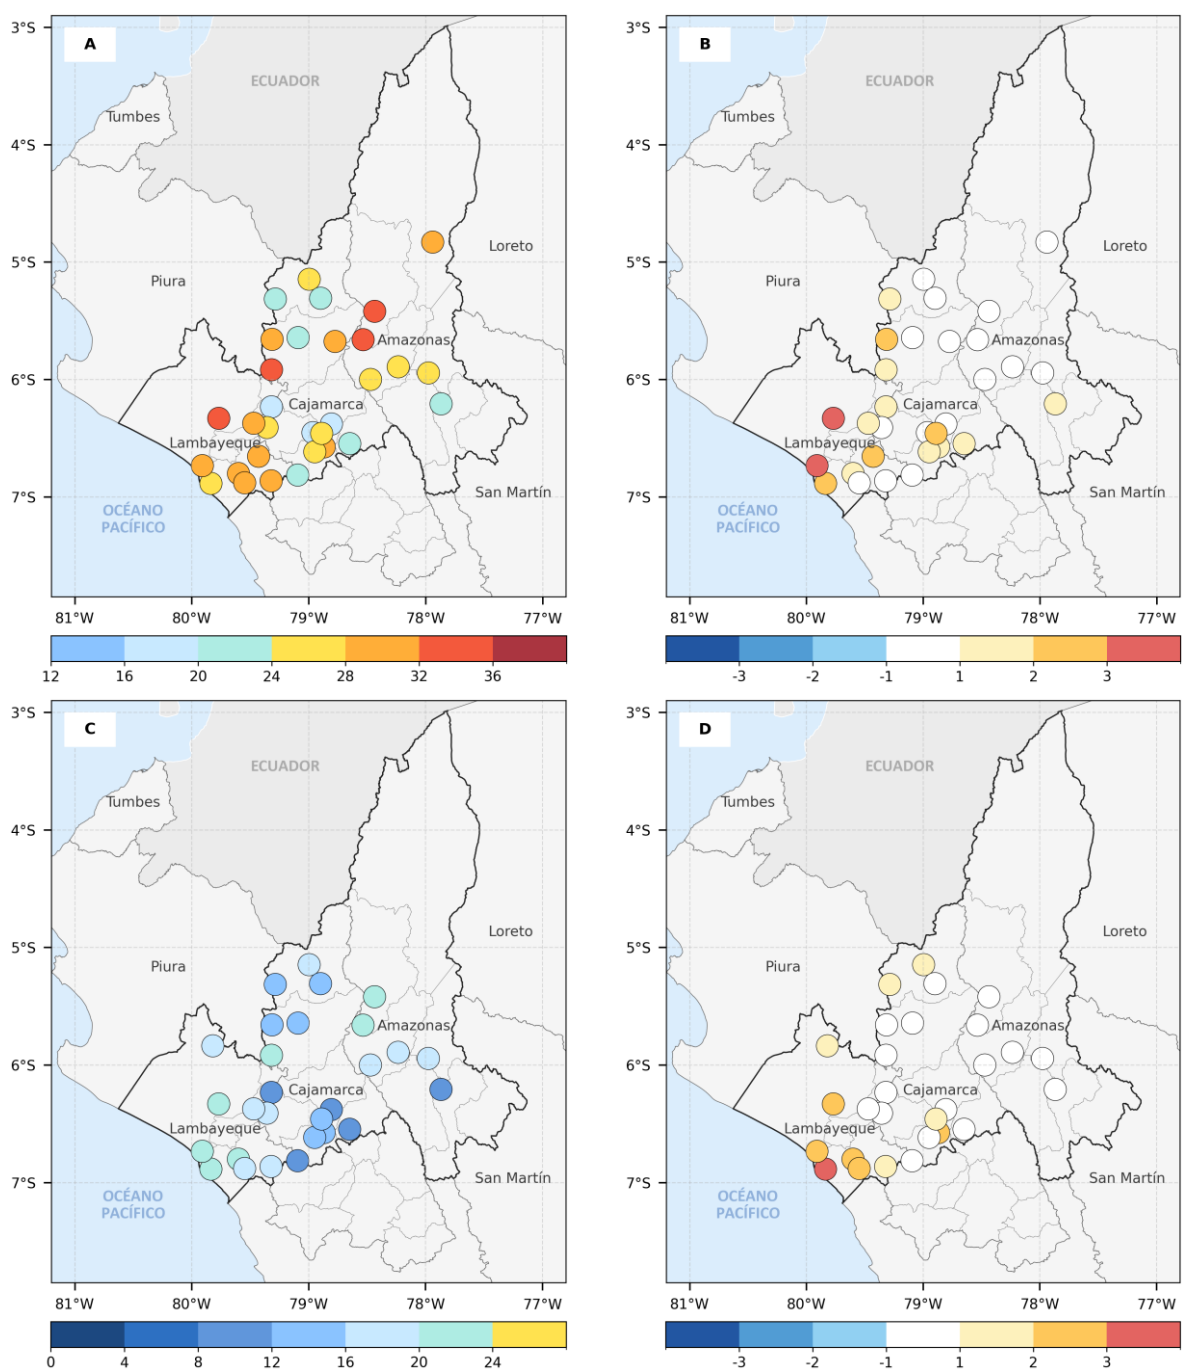 A
3°S
4°S
5°S
6°S
7°S
ECUADOR
Tumbes
Loreto
Piura
Amazonas
Cajamarca
Lambayeque
San Martín
OCÉANO
PACÍFICO
81°W 80°W 79°W 78°W 77°W
12 16 20 24 28 32 36
B
3°S
4°S
5°S
6°S
7°S
ECUADOR
Tumbes
Loreto
Piura
Amazonas
Cajamarca
Lambayeque
San Martín
OCÉANO
PACÍFICO
81°W 80°W 79°W 78°W 77°W
-3 -2 -1 1 2 3
C
3°S
4°S
5°S
6°S
7°S
ECUADOR
Tumbes
Loreto
Piura
Amazonas
Cajamarca
Lambayeque
San Martín
OCÉANO
PACÍFICO
81°W 80°W 79°W 78°W 77°W
0 4 8 12 16 20 24
D
3°S
4°S
5°S
6°S
7°S
ECUADOR
Tumbes
Loreto
Piura
Amazonas
Cajamarca
Lambayeque
San Martín
OCÉANO
PACÍFICO
81°W 80°W 79°W 78°W 77°W
-3 -2 -1 1 2 3